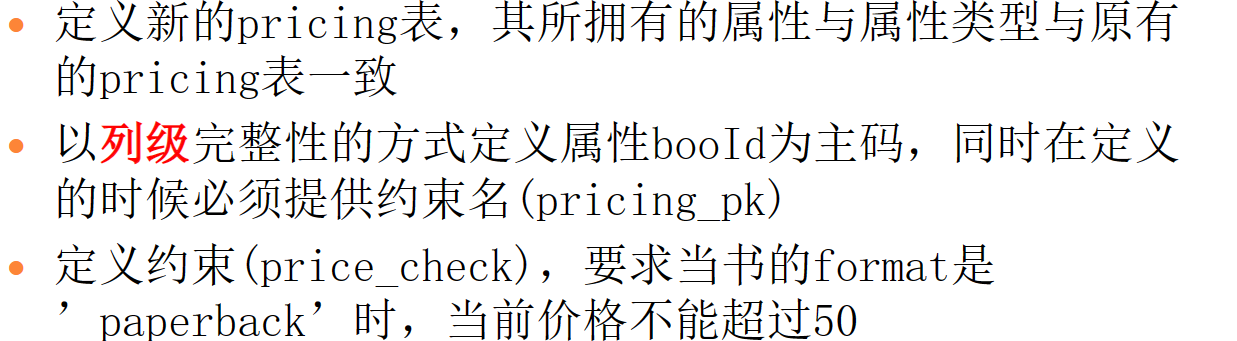 定义新的pricing表，其所拥有的属性与属性类型与原有
的pricing表一致
以列级完整性的方式定义属性booId为主码，同时在定义
的时候必须提供约束名(pricing_pk)
定义约束(price_check)，要求当书的format是
’paperback’时，当前价格不能超过50